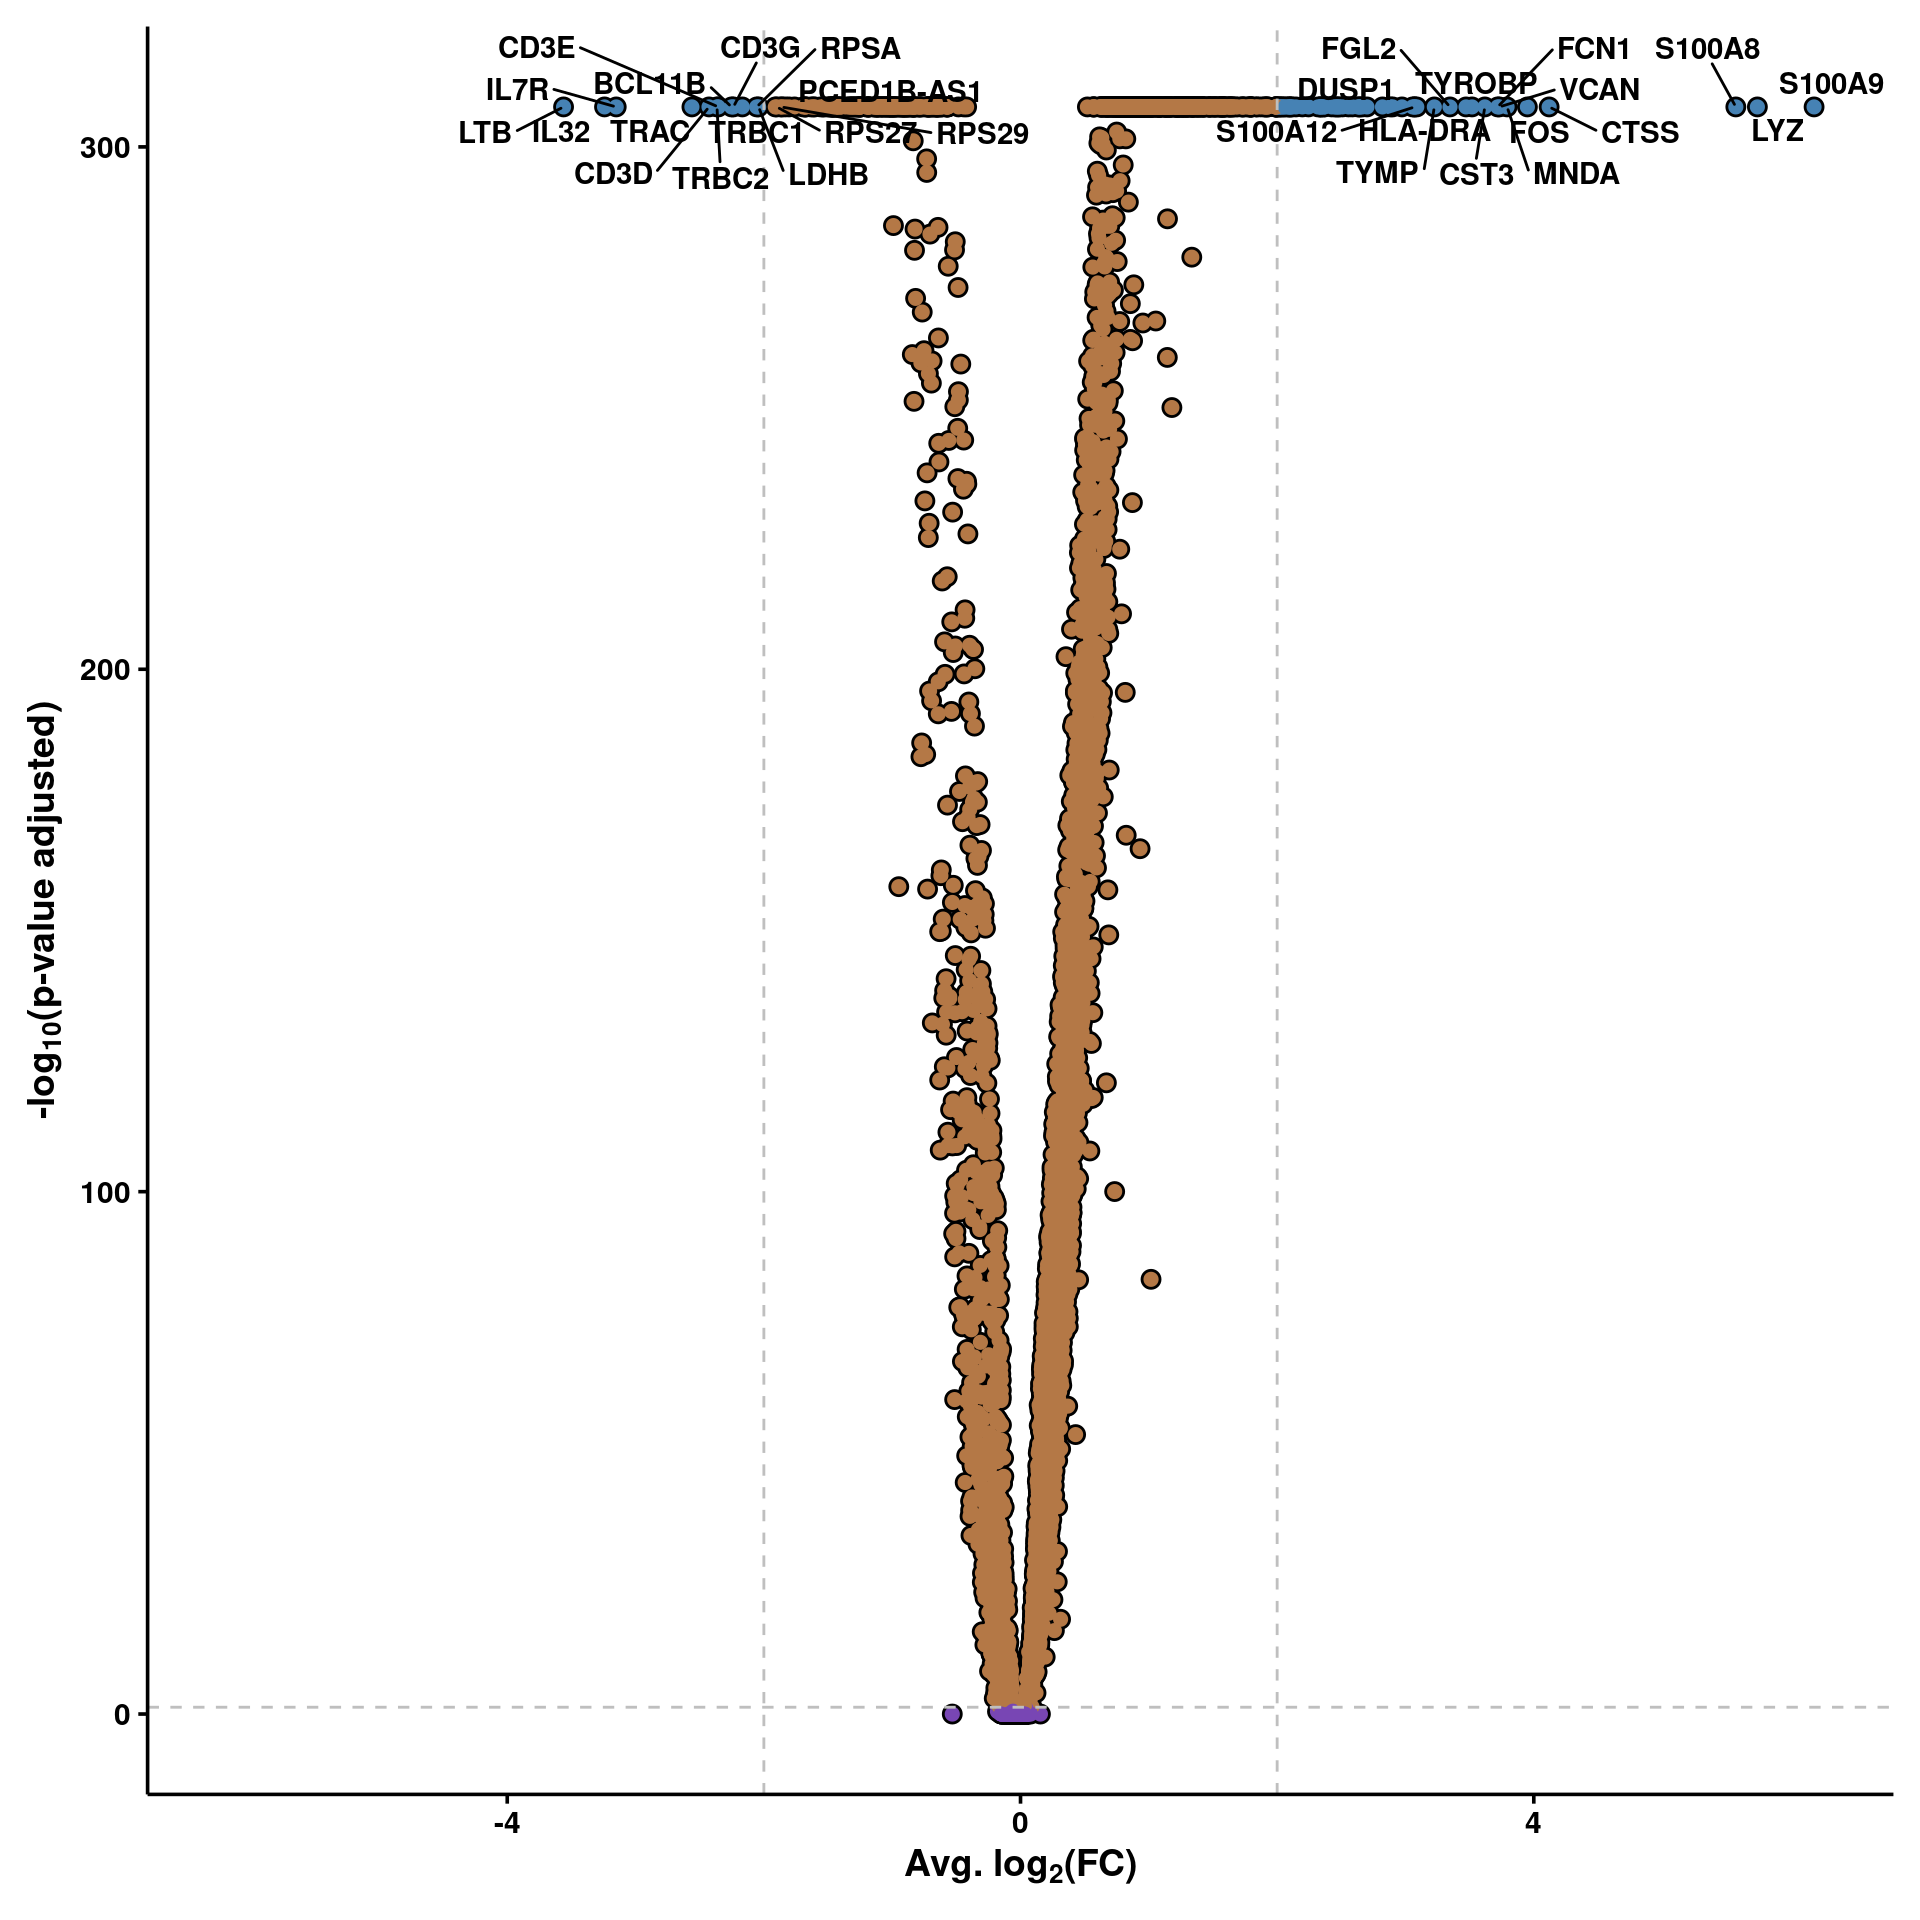 CD3E CD3G RPSA FGL2 FCN1 S100A8
IL7R BCL11B PCED1B-AS1 DUSP1 TYROBP VCAN S100A9
LTB IL32 TRAC TRBC1 RPS27 RPS29 S100A12 HLA-DRA FOS CTSS LYZ
CD3D TRBC2 LDHB TYMP CST3 MNDA
300
200
100
0
-log10(p-value adjusted)
-4 0 4
Avg. log2(FC)